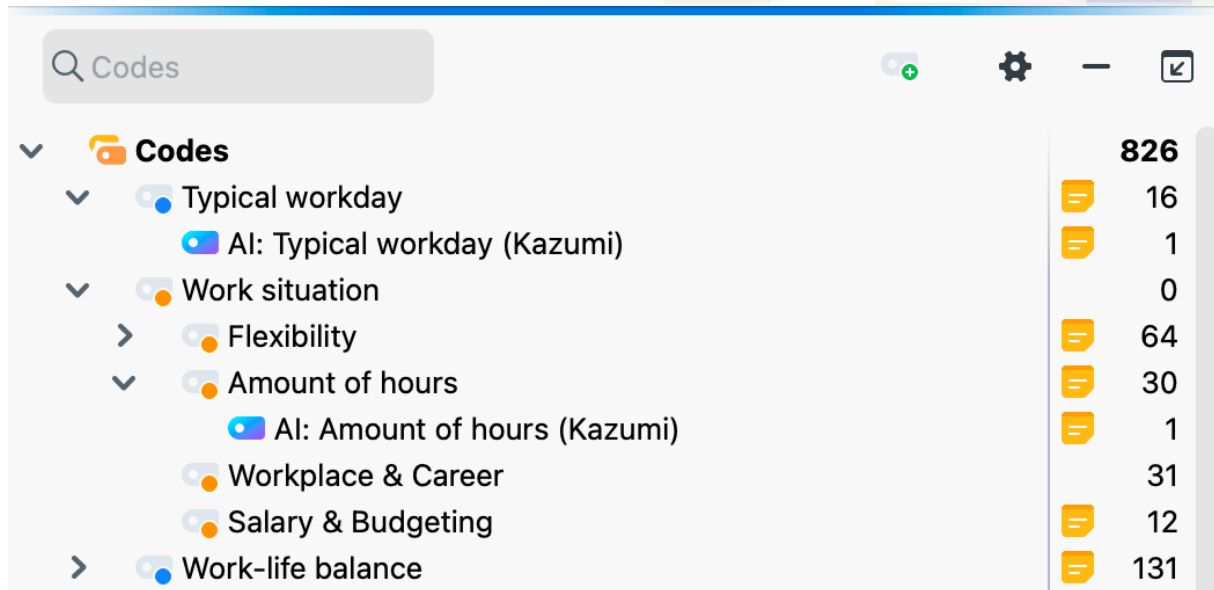 Codes
Codes 826
Typical workday 16
AI: Typical workday (Kazumi) 1
Work situation 0
Flexibility 64
Amount of hours 30
AI: Amount of hours (Kazumi) 1
Workplace & Career 31
Salary & Budgeting 12
Work-life balance 131